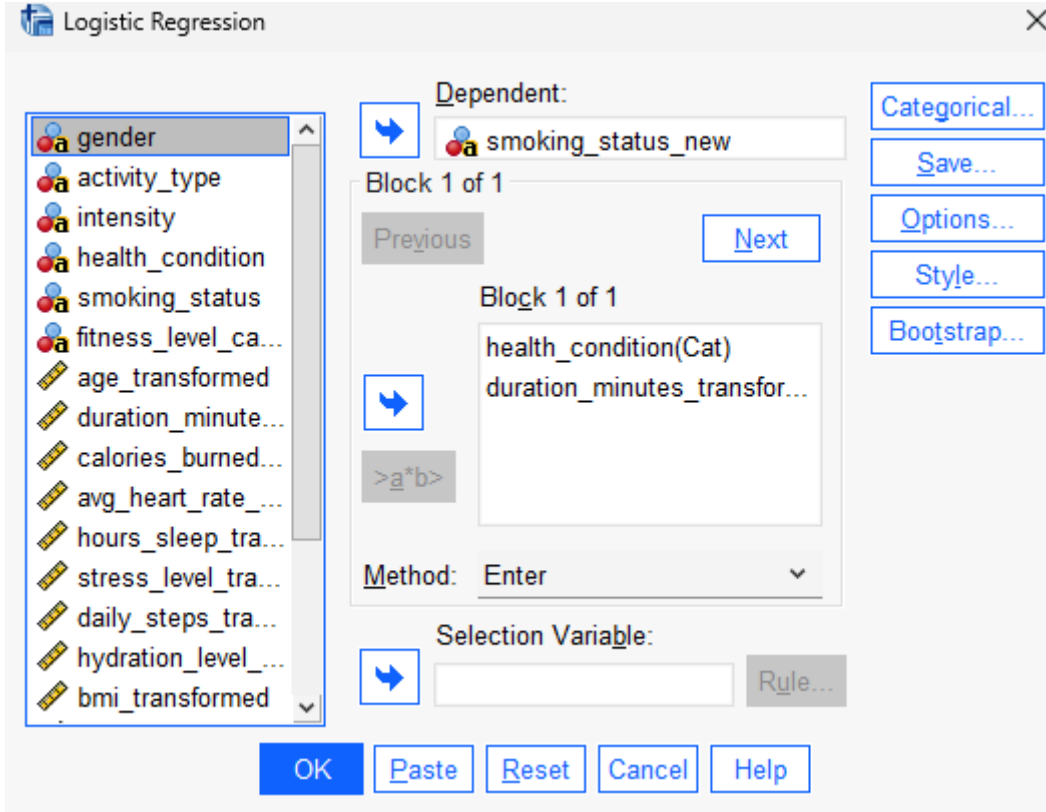 Logistic Regression
gender
activity_type
intensity
health_condition
smoking_status
fitness_level_ca...
age_transformed
duration_minute...
calories_burned...
avg_heart_rate_...
hours_sleep_tra...
stress_level_tra...
daily_steps_tra...
hydration_level_...
bmi_transformed
Dependent:
smoking_status_new
Block 1 of 1
Previous
Next
Block 1 of 1
health_condition(Cat)
duration_minutes_transfor...
>a*b>
Method: Enter
Selection Variable:
Rule...
Categorical...
Save...
Options...
Style...
Bootstrap...
OK Paste Reset Cancel Help